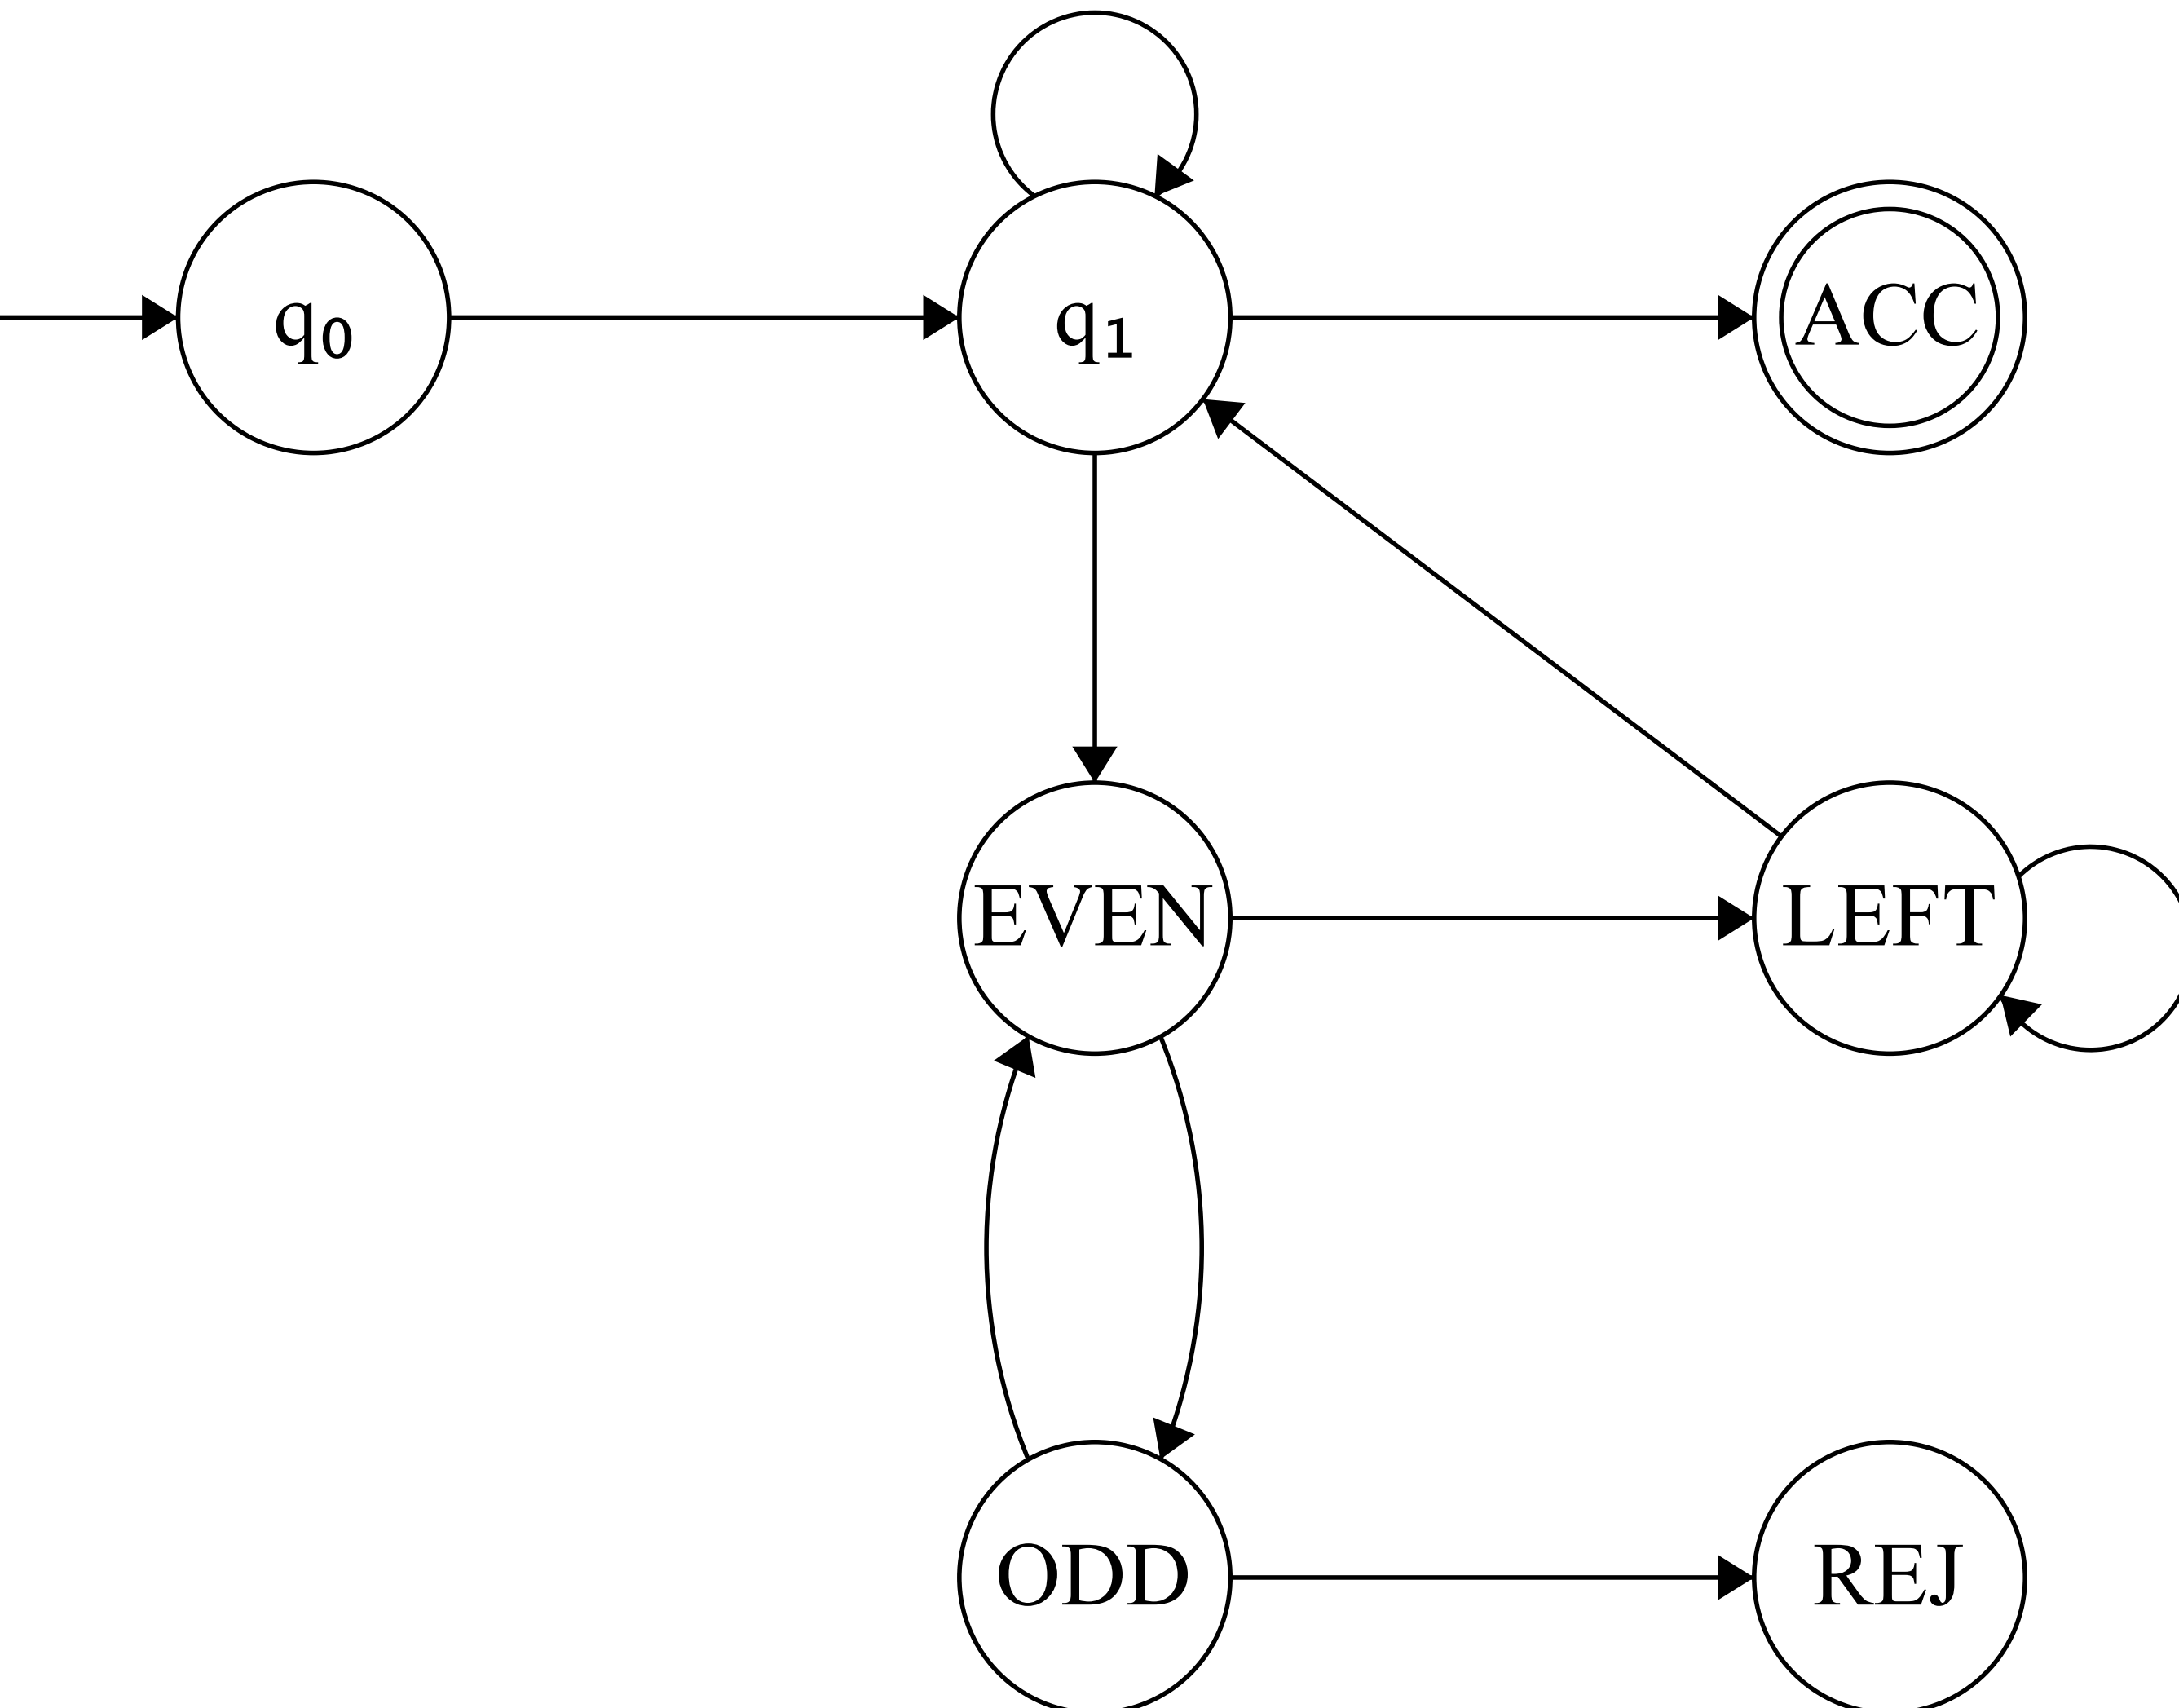 q₀
q₁
ACC
EVEN
LEFT
ODD
REJ